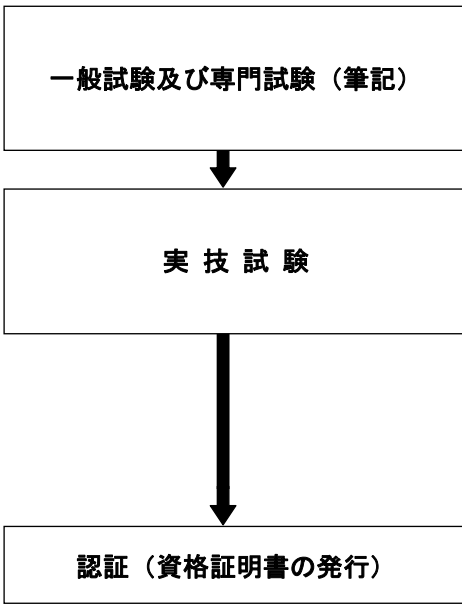 一般試験及び専門試験（筆記）
実 技 試 験
認証（資格証明書の発行）